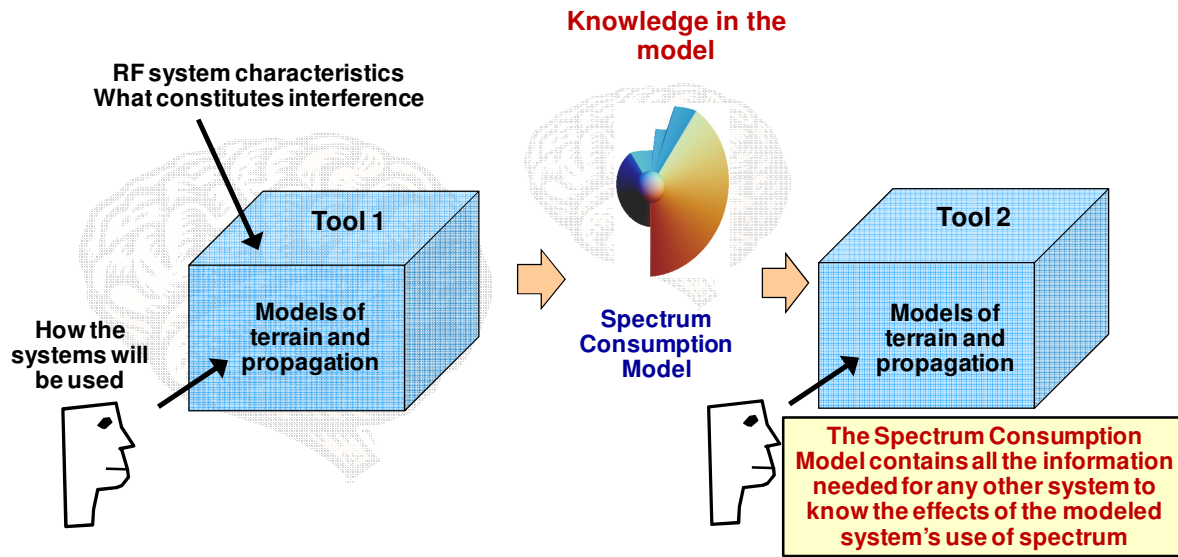 Knowledge in the
model
RF system characteristics
What constitutes interference
Tool 1
Models of
terrain and
propagation
How the
systems will
be used
Spectrum
Consumption
Model
Tool 2
Models of
terrain and
propagation
The Spectrum Consumption
Model contains all the information
needed for any other system to
know the effects of the modeled
system's use of spectrum